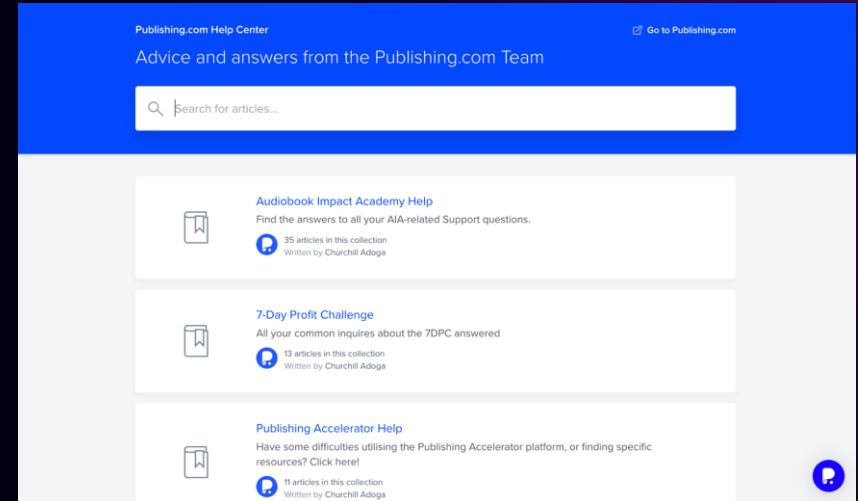 Publishing.com Help Center
Go to Publishing.com
Advice and answers from the Publishing.com Team
Search for articles...
Audiobook Impact Academy Help
Find the answers to all your AIA-related Support questions.
35 articles in this collection
Written by Churchill Adoga
7-Day Profit Challenge
All your common inquires about the 7DPC answered
13 articles in this collection
Written by Churchill Adoga
Publishing Accelerator Help
Have some difficulties utilising the Publishing Accelerator platform, or finding specific
resources? Click here!
11 articles in this collection
Written by Churchill Adoga